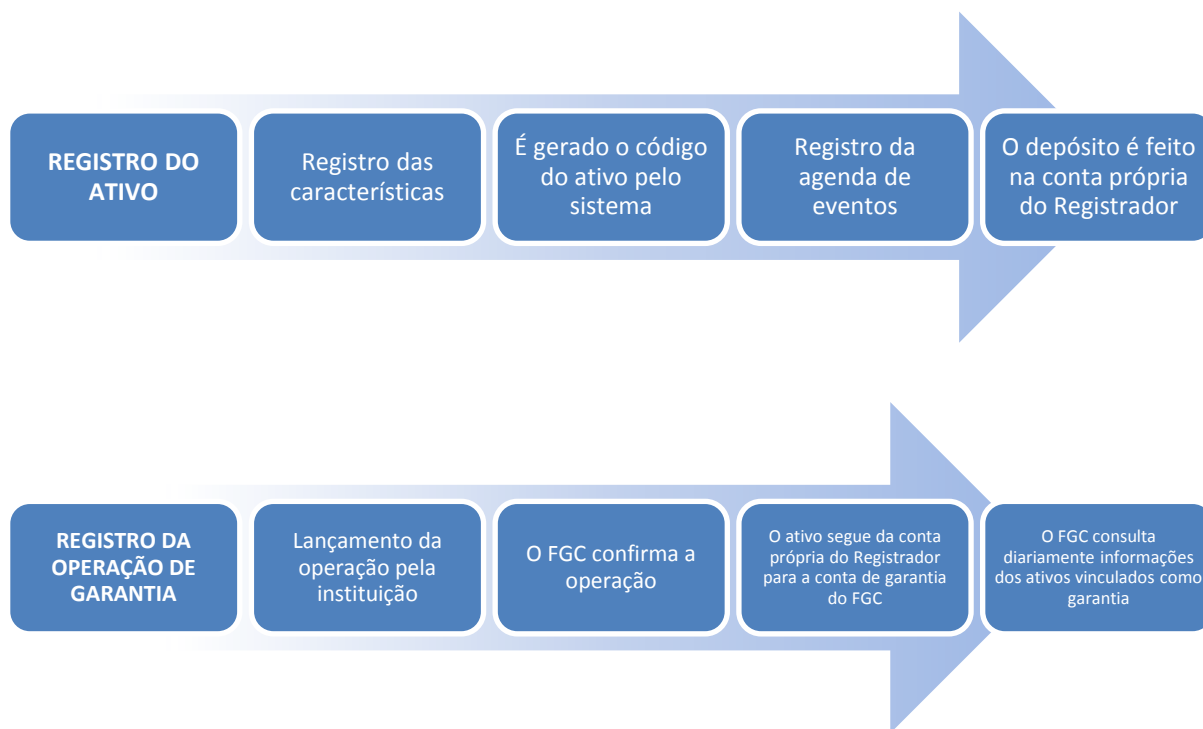 REGISTRO DO
ATIVO
Registro das
características
É gerado o código
do ativo pelo
sistema
Registro da
agenda de
eventos
O depósito é feito
na conta própria
do Registrador
REGISTRO DA
OPERAÇÃO DE
GARANTIA
Lançamento da
operação pela
instituição
O FGC confirma a
operação
O ativo segue da conta
própria do Registrador
para a conta de garantia
do FGC
O FGC consulta
diariamente informações
dos ativos vinculados como
garantia